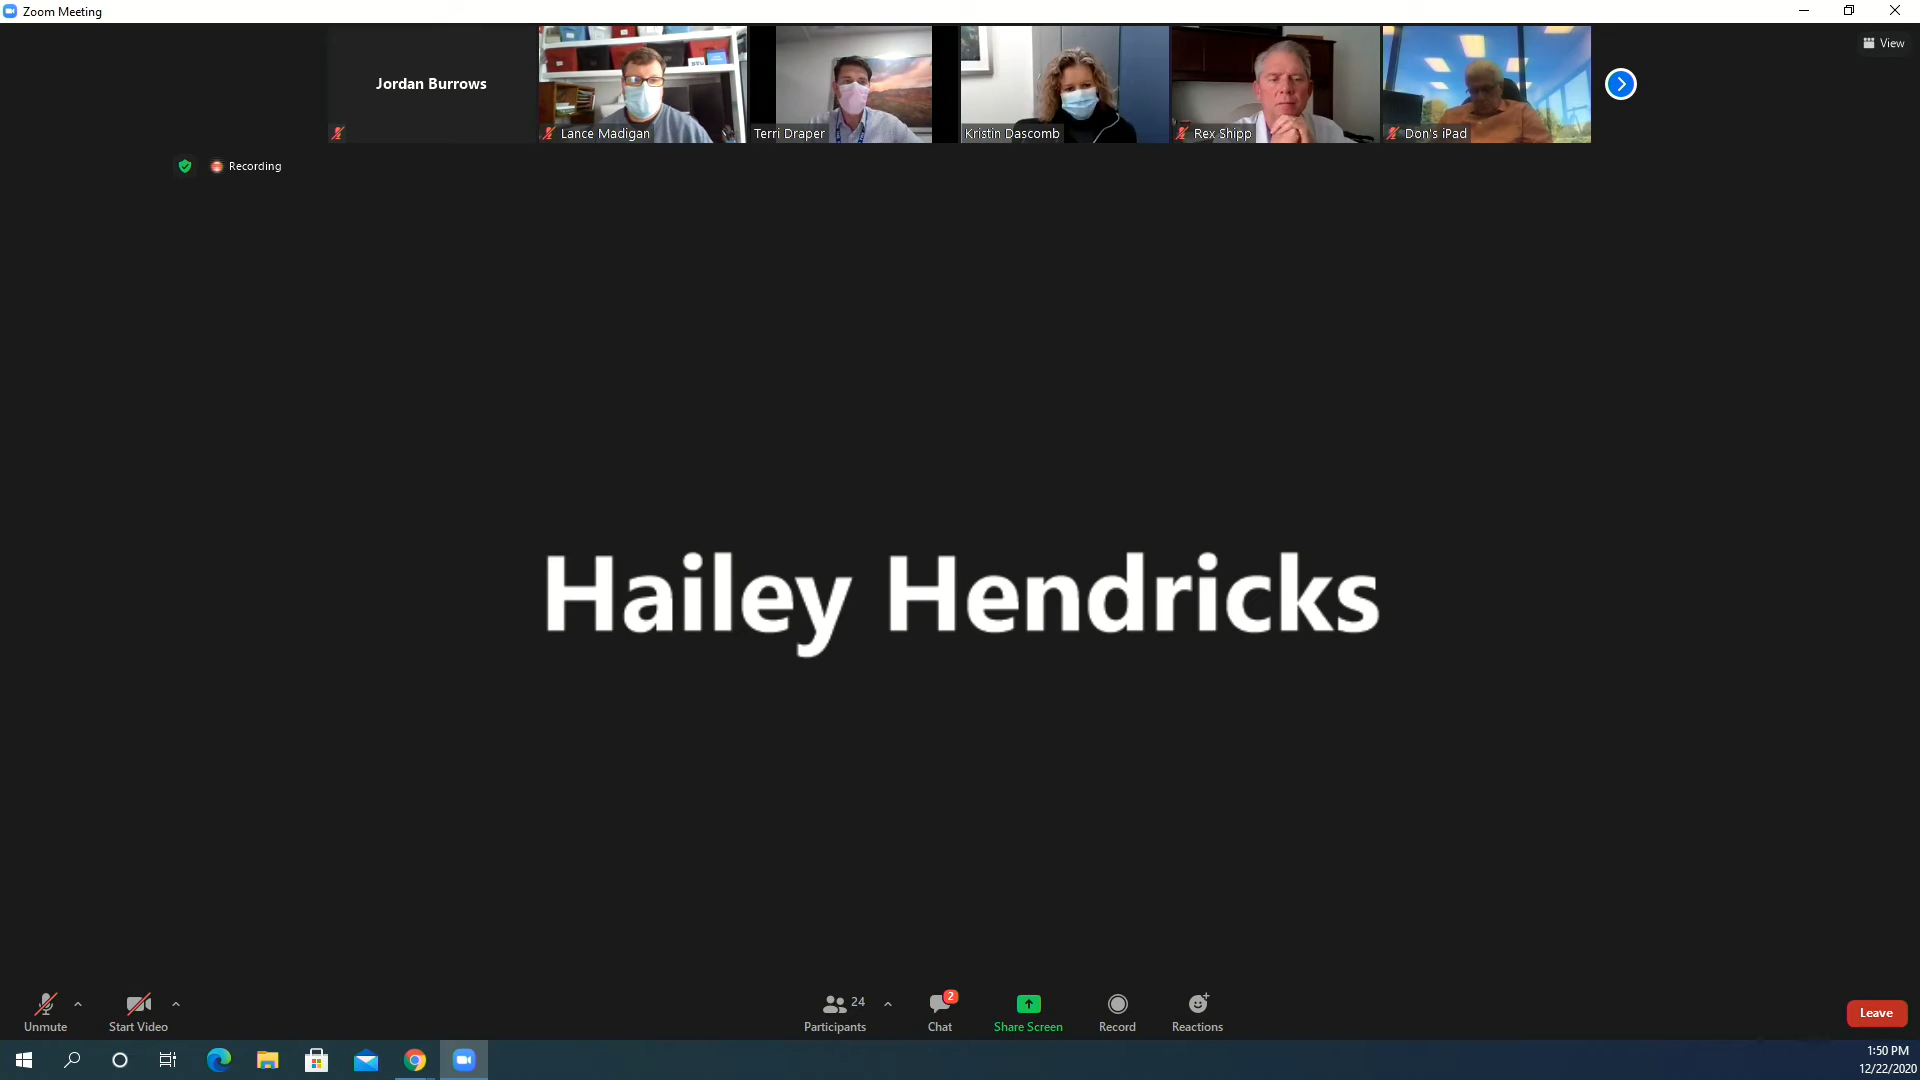 Zoom Meeting
View
Jordan Burrows
Lance Madigan
Terri Draper
Kristin Dascomb
Rex Shipp
Don's iPad
Recording
Hailey Hendricks
Unmute
Start Video
24
Participants
2
Chat
Share Screen
Record
Reactions
Leave
1:50 PM
12/22/2020